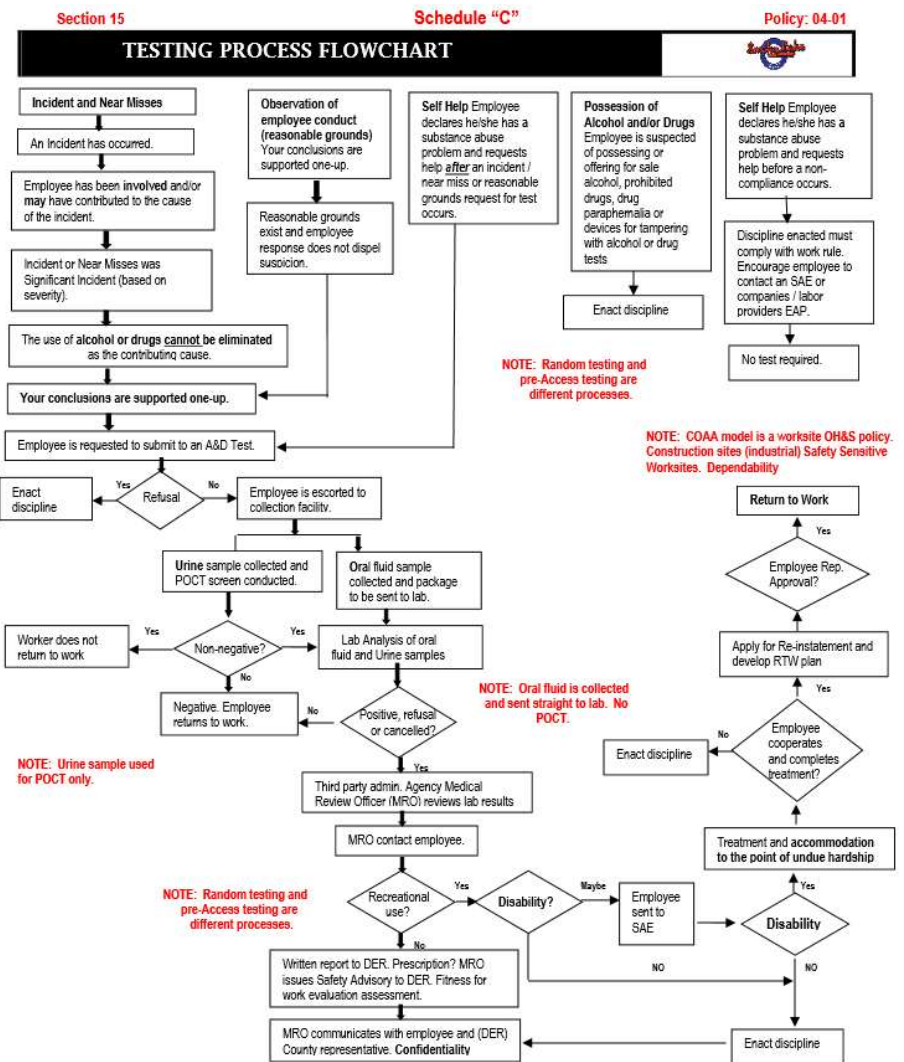 Section 15
Schedule “C”
Policy: 04-01
TESTING PROCESS FLOWCHART
Incident and Near Misses
An Incident has occurred.
Employee has been involved and/or
may have contributed to the cause
of the incident.
Incident or Near Misses was
Significant Incident (based on
severity).
The use of alcohol or drugs cannot be eliminated
as the contributing cause.
Your conclusions are supported one-up.
Observation of
employee conduct
(reasonable grounds)
Your conclusions are
supported one-up.
Reasonable grounds
exist and employee
response does not dispel
suspicion.
Self Help Employee
declares he/she has a
substance abuse
problem and requests
help after an incident /
near miss or reasonable
grounds request for test
occurs.
Possession of
Alcohol and/or Drugs
Employee is suspected
of possessing or
offering for sale
alcohol, prohibited
drugs, drug
paraphernalia or
devices for tampering
with alcohol or drug
tests
Enact discipline
Self Help Employee
declares he/she has a
substance abuse
problem and requests
help before a non-
compliance occurs.
Discipline enacted must
comply with work rule.
Encourage employee to
contact an SAE or
companies / labor
providers EAP.
No test required.
NOTE: Random testing and
pre-Access testing are
different processes.
Employee is requested to submit to an A&D Test.
NOTE: COAA model is a worksite OH&S policy.
Construction sites (industrial) Safety Sensitive
Worksites. Dependability
Enact
discipline
Yes
Refusal
No
Employee is escorted to
collection facility.
Return to Work
Yes
Employee Rep.
Approval?
Urine sample collected and
POCT screen conducted.
Oral fluid sample
collected and package
to be sent to lab.
Worker does not
return to work
Yes
Non-negative?
Yes
Lab Analysis of oral
fluid and Urine samples
Apply for Re-instatement and
develop RTW plan
No
Yes
Negative. Employee
returns to work.
No
Positive, refusal
or cancelled?
NOTE: Oral fluid is collected
and sent straight to lab. No
POCT.
Enact discipline
No
Employee
cooperates
and completes
treatment?
NOTE: Urine sample used
for POCT only.
Yes
Third party admin. Agency Medical
Review Officer (MRO) reviews lab results
MRO contact employee.
Treatment and accommodation
to the point of undue hardship
NOTE: Random testing and
pre-Access testing are
different processes.
Recreational
use?
Yes
Disability?
Maybe
Employee
sent to
SAE
Yes
Disability
No
NO
NO
Written report to DER. Prescription? MRO
issues Safety Advisory to DER. Fitness for
work evaluation assessment.
MRO communicates with employee and (DER)
County representative. Confidentiality
Enact discipline